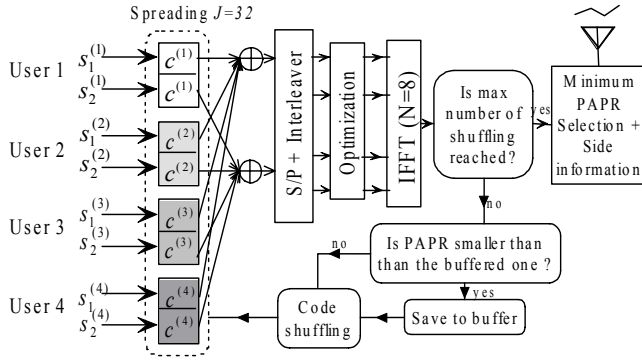 Spreading J=32
User 1
s₁⁽¹⁾
s₂⁽¹⁾
c⁽¹⁾
c⁽¹⁾
User 2
s₁⁽²⁾
s₂⁽²⁾
c⁽²⁾
c⁽²⁾
User 3
s₁⁽³⁾
s₂⁽³⁾
c⁽³⁾
c⁽³⁾
User 4
s₁⁽⁴⁾
s₂⁽⁴⁾
c⁽⁴⁾
c⁽⁴⁾
S/P + Interleaver
Optimization
IFFT (N=8)
Is max
number of
shuffling
reached?
yes
Minimum
PAPR
Selection +
Side
information
no
Is PAPR smaller than
than the buffered one ?
no
yes
Save to buffer
Code
shuffling